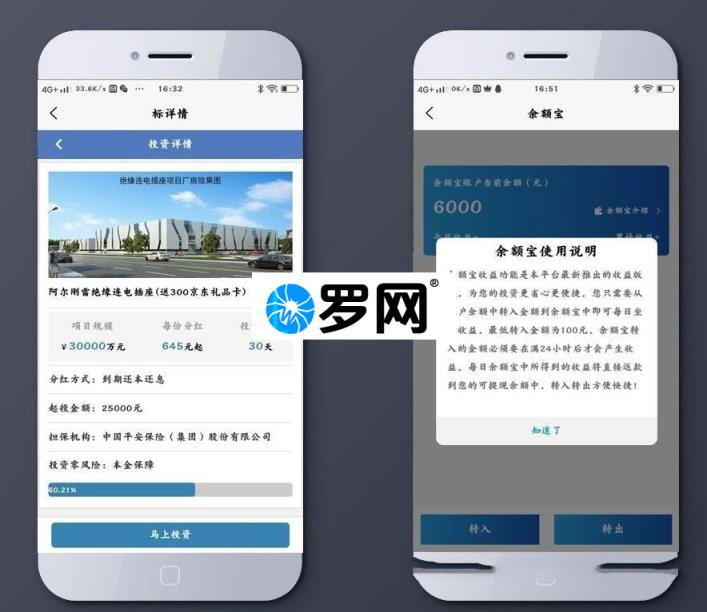 4G+ 33.6K/s ··· 16:32
标详情
投资详情
绝缘连电插座项目厂房效果图
阿尔刚雷绝缘连电插座(送300京东礼品卡)
项目规模 每份分红 投
¥30000万元 645元起 30天
分红方式: 到期还本还息
起投金额: 25000元
担保机构: 中国平安保险(集团)股份有限公司
投资零风险: 本金保障
60.21%
马上投资
罗网®
4G+ 0K/s 16:51
余额宝
余额宝账户当前余额(元)
6000
余额宝介绍
余额宝使用说明
额宝收益功能是本平台最新推出的收益版
, 为您的投资更省心更便捷。您只需要从
户余额中转入金额到余额宝中即可每日坐
收益。最低转入金额为100元, 余额宝转
入的金额必须要在满24小时后才会产生收
益。每日余额宝中所得到的收益将直接返款
到您的可提现余额中, 转入转出方便快捷!
知道了
转入
转出